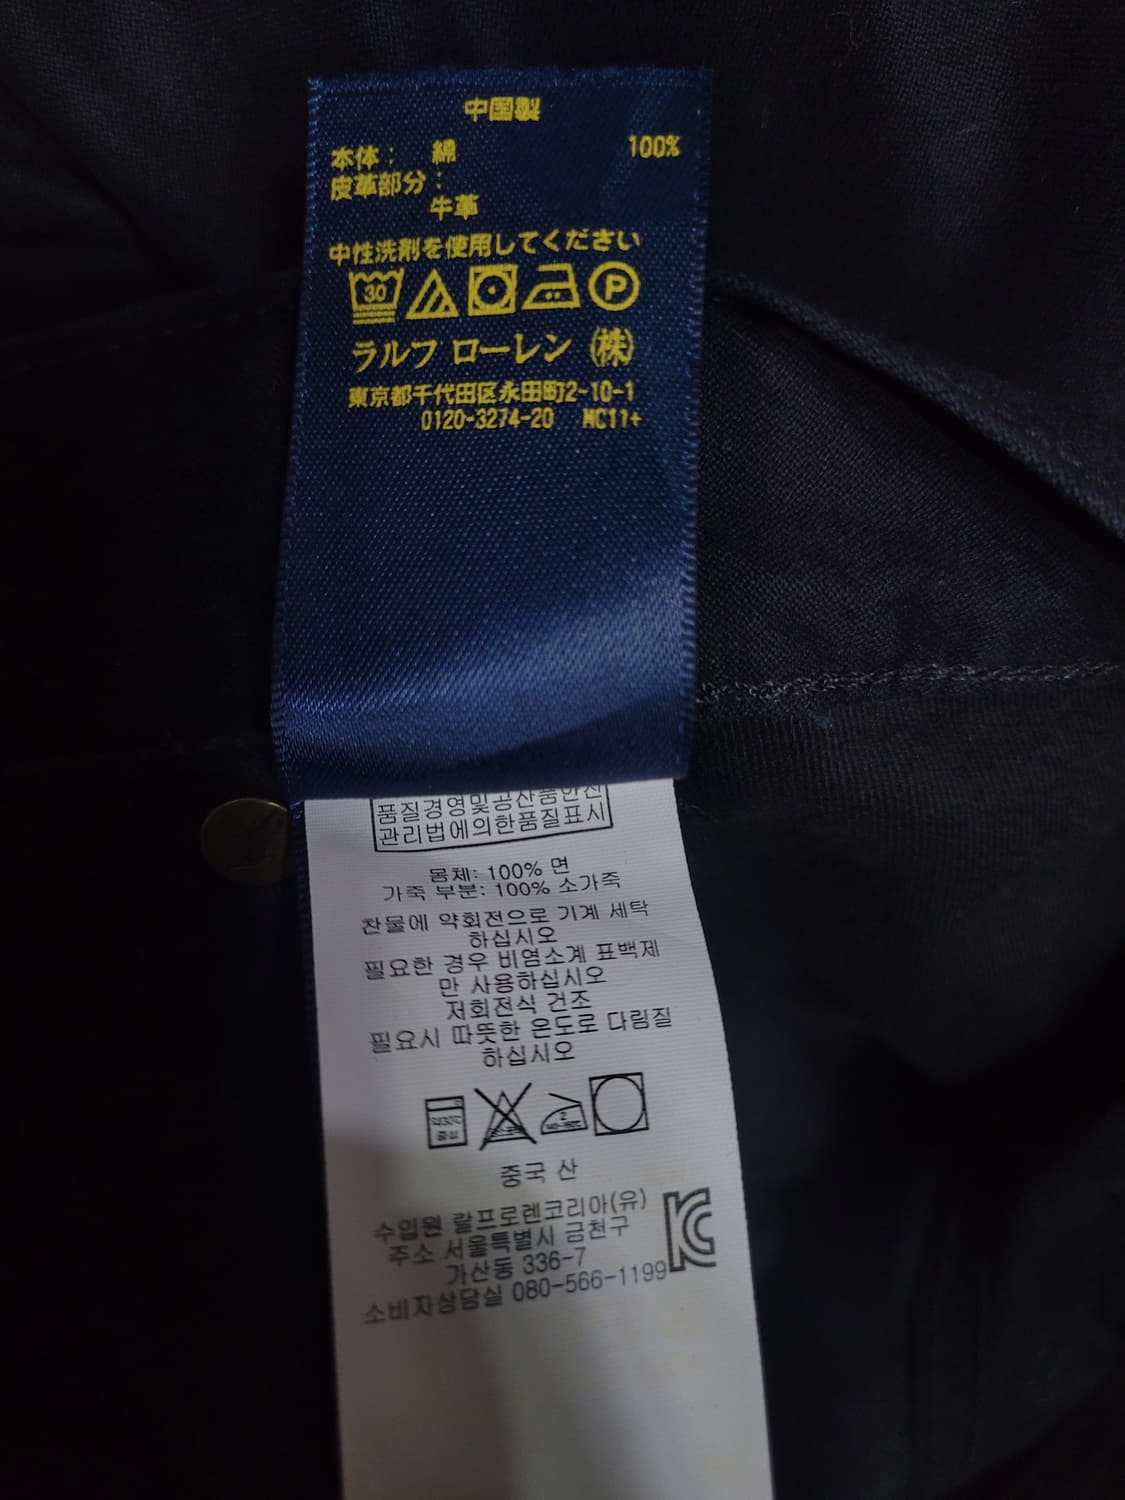 中国製
本体: 綿 100%
皮革部分:
牛革
中性洗剤を使用してください
30 P
ラルフ ローレン (株)
東京都千代田区永田町2-10-1
0120-3274-20 MC11+
품질경영및공산품안전
관리법에의한품질표시
몸체: 100% 면
가죽 부분: 100% 소가죽
찬물에 약회전으로 기계 세탁
하십시오
필요한 경우 비염소계 표백제
만 사용하십시오
저회전식 건조
필요시 따뜻한 온도로 다림질
하십시오
중성 2
중국 산
수입원 랄프로렌코리아(유)
주소 서울특별시 금천구
가산동 336-7
소비자상담실 080-566-1199